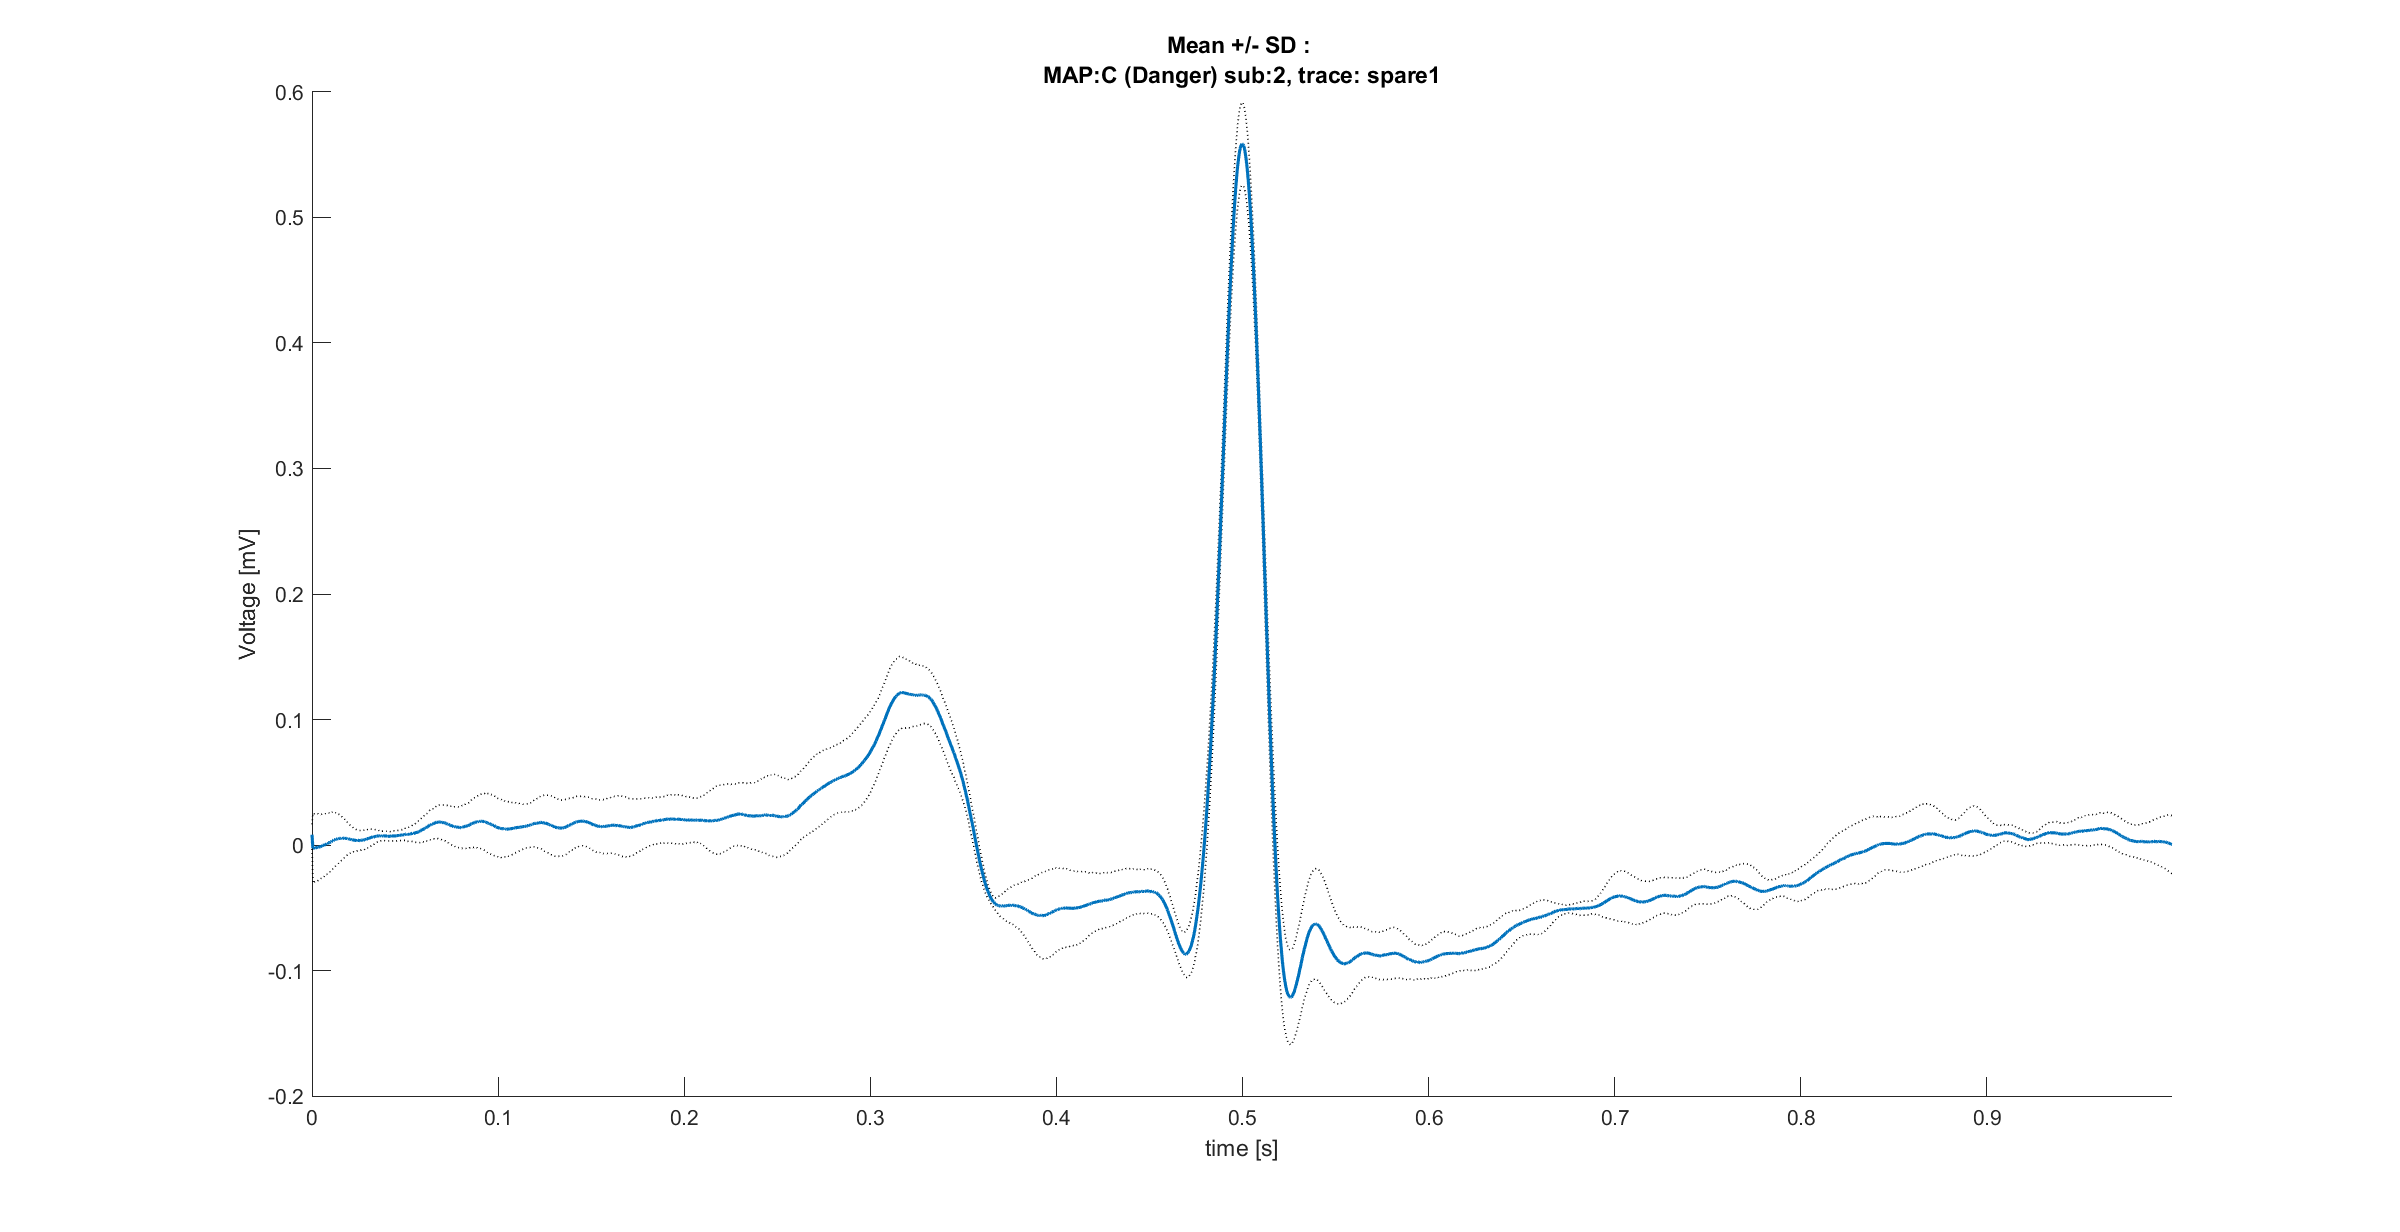 Mean +/- SD :
MAP:C (Danger) sub:2, trace: spare1
0.6
0.5
0.4
0.3
0.2
0.1
0
-0.1
-0.2
Voltage [mV]
0 0.1 0.2 0.3 0.4 0.5 0.6 0.7 0.8 0.9
time [s]